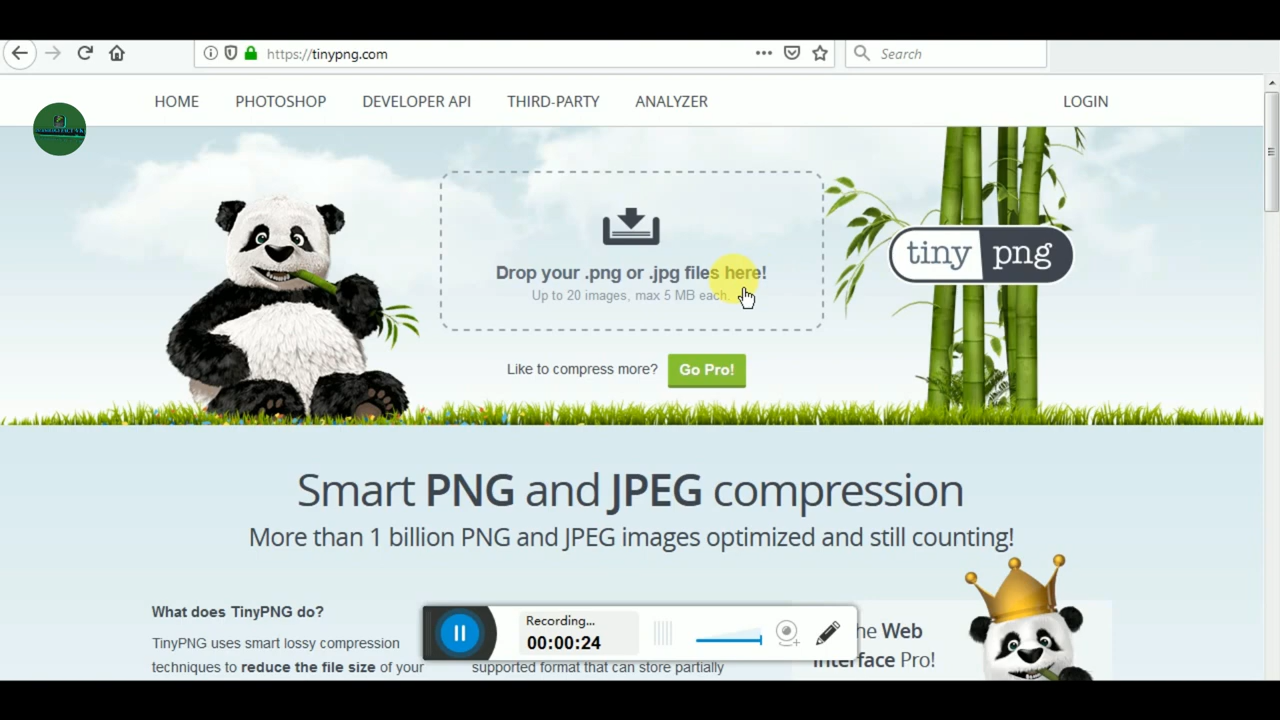 https://tinypng.com
Search
HOME
PHOTOSHOP
DEVELOPER API
THIRD-PARTY
ANALYZER
LOGIN
Drop your .png or .jpg files here!
Up to 20 images, max 5 MB each.
tiny png
Like to compress more?
Go Pro!
Smart PNG and JPEG compression
More than 1 billion PNG and JPEG images optimized and still counting!
What does TinyPNG do?
TinyPNG uses smart lossy compression
techniques to reduce the file size of your
supported format that can store partially
Recording...
00:00:24
Web
Pro!